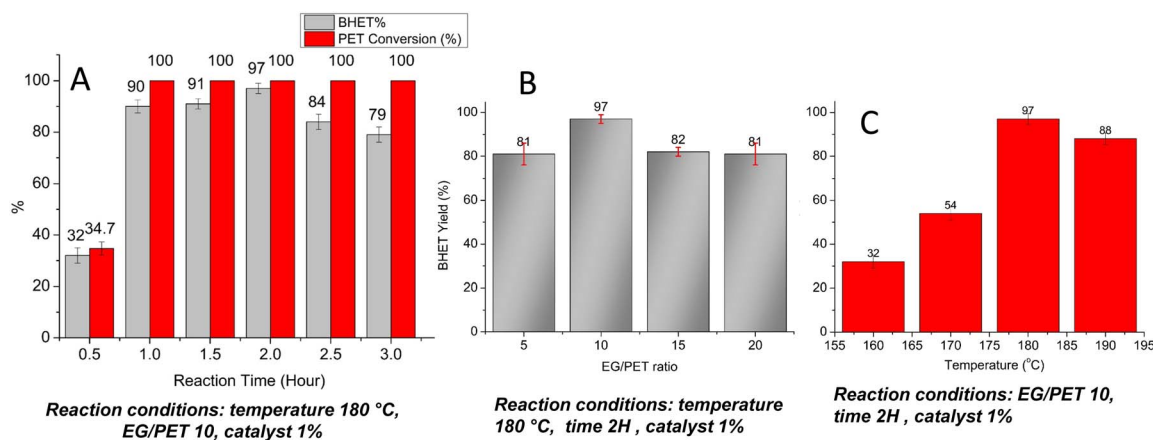 BHET%
PET Conversion (%)
A
100 100 100 100 100
97
90 91
84
79
34.7
32
100
80
60
40
20
0
%
0.5 1.0 1.5 2.0 2.5 3.0
Reaction Time (Hour)
Reaction conditions: temperature 180 °C,
EG/PET 10, catalyst 1%
B
97
81 82 81
100
80
60
40
20
0
BHET Yield (%)
5 10 15 20
EG/PET ratio
Reaction conditions: temperature
180 °C, time 2H , catalyst 1%
C
97
88
54
32
100
80
60
40
20
0
155 160 165 170 175 180 185 190 195
Temperature (°C)
Reaction conditions: EG/PET 10,
time 2H , catalyst 1%